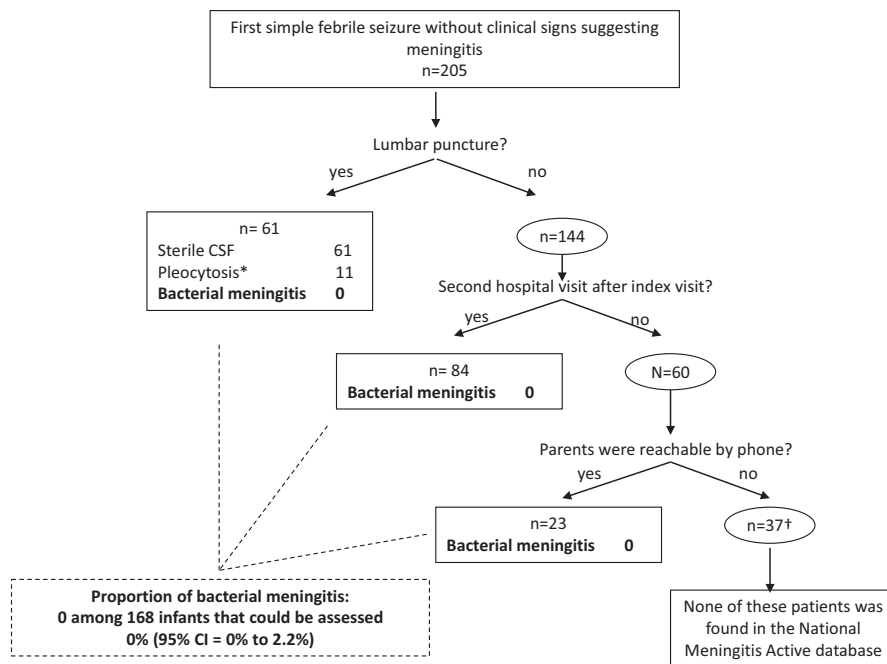 First simple febrile seizure without clinical signs suggesting
meningitis
n=205
Lumbar puncture?
yes
no
n= 61
Sterile CSF 61
Pleocytosis* 11
Bacterial meningitis 0
n=144
Second hospital visit after index visit?
yes
no
n= 84
Bacterial meningitis 0
N=60
Parents were reachable by phone?
yes
no
n=23
Bacterial meningitis 0
n=37†
Proportion of bacterial meningitis:
0 among 168 infants that could be assessed
0% (95% CI = 0% to 2.2%)
None of these patients was
found in the National
Meningitis Active database